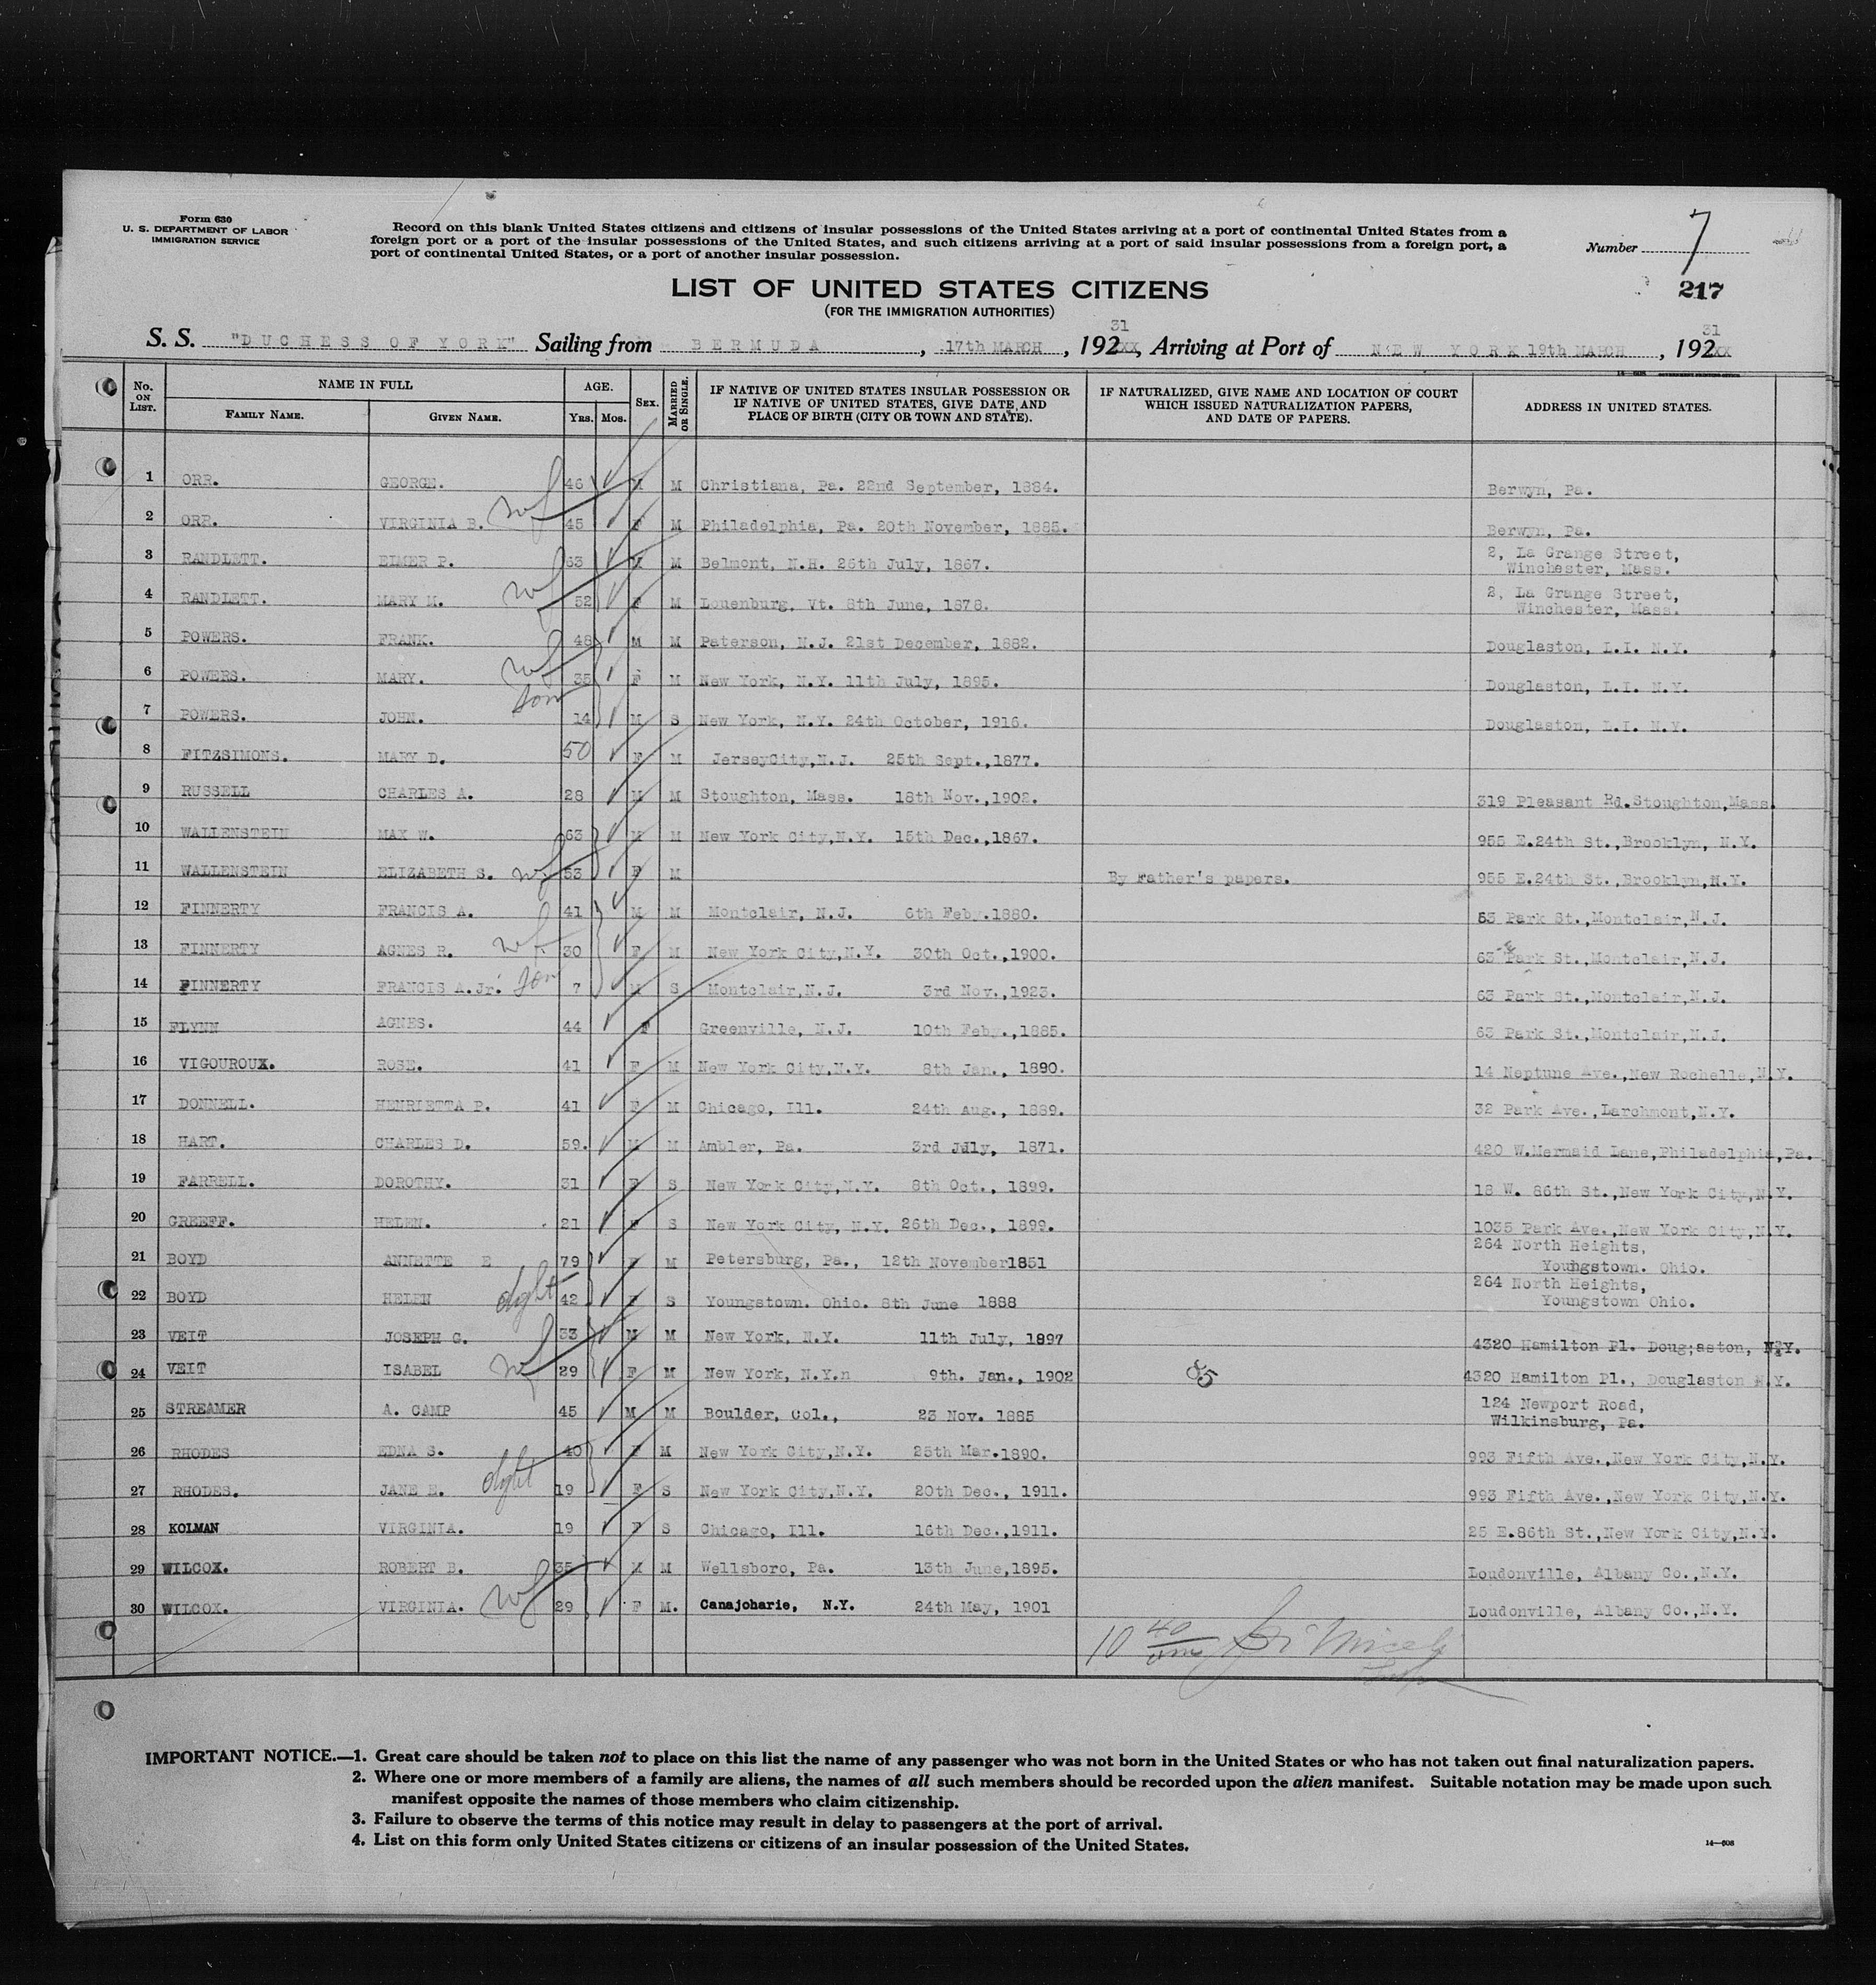 Form 630
U. S. DEPARTMENT OF LABOR
IMMIGRATION SERVICE
Record on this blank United States citizens and citizens of insular possessions of the United States arriving at a port of continental United States from a
foreign port or a port of the insular possessions of the United States, and such citizens arriving at a port of said insular possessions from a foreign port, a
port of continental United States, or a port of another insular possession.
Number 7
217
LIST OF UNITED STATES CITIZENS
(FOR THE IMMIGRATION AUTHORITIES)
S. S. "DUCHESS OF YORK" Sailing from BERMUDA, 17th MARCH, 192xx 31, Arriving at Port of NEW YORK 19th MARCH, 192xx 31
No. ON LIST. NAME IN FULL AGE. SEX. MARRIED OR SINGLE. IF NATIVE OF UNITED STATES INSULAR POSSESSION OR IF NATIVE OF UNITED STATES, GIVE DATE AND PLACE OF BIRTH (CITY OR TOWN AND STATE). IF NATURALIZED, GIVE NAME AND LOCATION OF COURT WHICH ISSUED NATURALIZATION PAPERS, AND DATE OF PAPERS. ADDRESS IN UNITED STATES.
FAMILY NAME. GIVEN NAME. YRS. MOS.
1 ORR. GEORGE. 46 M M Christiana, Pa. 22nd September, 1884. Berwyn, Pa.
2 ORR. VIRGINIA B. wf 45 F M Philadelphia, Pa. 20th November, 1885. Berwyn, Pa.
3 RANDLETT. ELMER P. 63 M M Belmont, N.H. 26th July, 1867. 2, La Grange Street, Winchester, Mass.
4 RANDLETT. MARY M. wf 52 F M Louenburg, Vt. 8th June, 1878. 2, La Grange Street, Winchester, Mass.
5 POWERS. FRANK. 48 M M Paterson, N.J. 21st December, 1882. Douglaston, L.I. N.Y.
6 POWERS. MARY. wf 35 F M New York, N.Y. 11th July, 1895. Douglaston, L.I. N.Y.
7 POWERS. JOHN. son 14 M S New York, N.Y. 24th October, 1916. Douglaston, L.I. N.Y.
8 FITZSIMONS. MARY D. 50 F M JerseyCity,N.J. 25th Sept.,1877.
9 RUSSELL CHARLES A. 28 M M Stoughton, Mass. 18th Nov.,1902. 319 Pleasant Rd.Stoughton,Mass.
10 WALLENSTEIN MAX W. 63 M M New York City,N.Y. 15th Dec.,1867. 955 E.24th St.,Brooklyn, N.Y.
11 WALLENSTEIN ELIZABETH S. wf 53 F M By Father's papers. 955 E.24th St.,Brooklyn,N.Y.
12 FINNERTY FRANCIS A. 41 M M Montclair, N.J. 6th Feby.1880. 63 Park St.,Montclair,N.J.
13 FINNERTY AGNES R. wf 30 F M New York City,N.Y. 30th Oct.,1900. 63 Park St.,Montclair,N.J.
14 FINNERTY FRANCIS A.Jr. son 7 M S Montclair,N.J. 3rd Nov.,1923. 63 Park St.,Montclair,N.J.
15 FLYNN AGNES. 44 F Greenville, N.J. 10th Feby.,1885. 63 Park St.,Montclair,N.J.
16 VIGOUROUX. ROSE. 41 F M New York City,N.Y. 8th Jan., 1890. 14 Neptune Ave.,New Rochelle,N.Y.
17 DONNELL. HENRIETTA P. 41 F M Chicago, Ill. 24th Aug., 1889. 32 Park Ave.,Larchmont,N.Y.
18 HART. CHARLES D. 59. M M Ambler, Pa. 3rd July, 1871. 420 W.Mermaid Lane,Philadelphia,Pa.
19 FARRELL. DOROTHY. 31 F S New York City,N.Y. 8th Oct., 1899. 18 W. 86th St.,New York City,N.Y.
20 GREEFF. HELEN. 21 F S New York City, N.Y. 26th Dec., 1899. 1035 Park Ave.,New York City,N.Y.
21 BOYD ANNETTE E 79 F M Petersburg, Pa., 12th November1851 264 North Heights, Youngstown. Ohio.
22 BOYD HELEN dght 42 F S Youngstown. Ohio. 8th June 1888 264 North Heights, Youngstown Ohio.
23 VEIT JOSEPH G. 33 M M New York, N.Y. 11th July, 1897 4320 Hamilton Pl. Doug;aston, N.Y.
24 VEIT ISABEL wf 29 F M New York, N.Y.n 9th. Jan., 1902 85 4320 Hamilton Pl., Douglaston N.Y.
25 STREAMER A. CAMP 45 M M Boulder, Col., 23 Nov. 1885 124 Newport Road, Wilkinsburg, Pa.
26 RHODES EDNA S. 40 F M New York City,N.Y. 25th Mar.1890. 993 Fifth Ave.,New York City,N.Y.
27 RHODES. JANE E. dght 19 F S New York City,N.Y. 20th Dec., 1911. 993 Fifth Ave.,New York City,N.Y.
28 KOLMAN VIRGINIA. 19 F S Chicago, Ill. 16th Dec.,1911. 25 E.86th St.,New York City,N.Y.
29 WILCOX. ROBERT B. 35 M M Wellsboro, Pa. 13th June,1895. Loudonville, Albany Co.,N.Y.
30 WILCOX. VIRGINIA. wf 29 F M. Canajoharie, N.Y. 24th May, 1901 Loudonville, Albany Co.,N.Y.
10 40
IMPORTANT NOTICE.—1. Great care should be taken not to place on this list the name of any passenger who was not born in the United States or who has not taken out final naturalization papers.
2. Where one or more members of a family are aliens, the names of all such members should be recorded upon the alien manifest. Suitable notation may be made upon such
manifest opposite the names of those members who claim citizenship.
3. Failure to observe the terms of this notice may result in delay to passengers at the port of arrival.
4. List on this form only United States citizens or citizens of an insular possession of the United States.
14—608